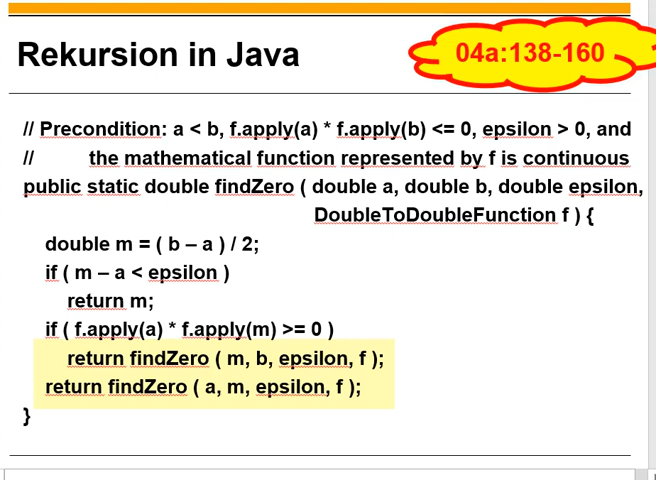 Rekursion in Java
04a:138-160
// Precondition: a < b, f.apply(a) * f.apply(b) <= 0, epsilon > 0, and
// the mathematical function represented by f is continuous
public static double findZero ( double a, double b, double epsilon,
DoubleToDoubleFunction f ) {
double m = ( b – a ) / 2;
if ( m – a < epsilon )
return m;
if ( f.apply(a) * f.apply(m) >= 0 )
return findZero ( m, b, epsilon, f );
return findZero ( a, m, epsilon, f );
}